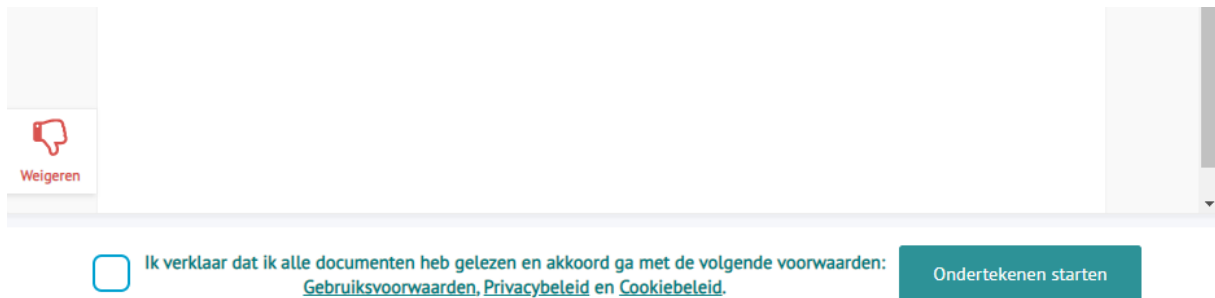 Weigeren
Ik verklaar dat ik alle documenten heb gelezen en akkoord ga met de volgende voorwaarden:
Gebruiksvoorwaarden, Privacybeleid en Cookiebeleid.
Ondertekenen starten